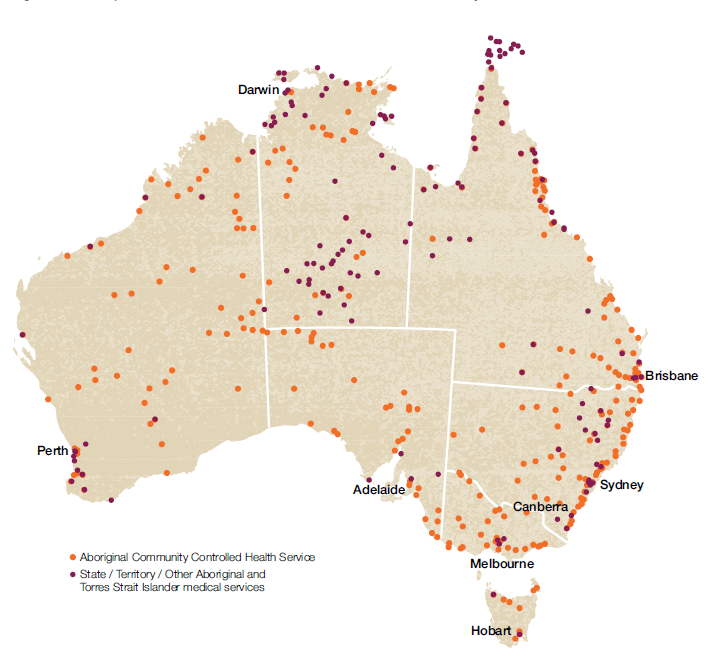 Darwin
Brisbane
Perth
Sydney
Adelaide
Canberra
Aboriginal Community Controlled Health Service
Melbourne
State / Territory / Other Aboriginal and
Torres Strait Islander medical services
Hobart